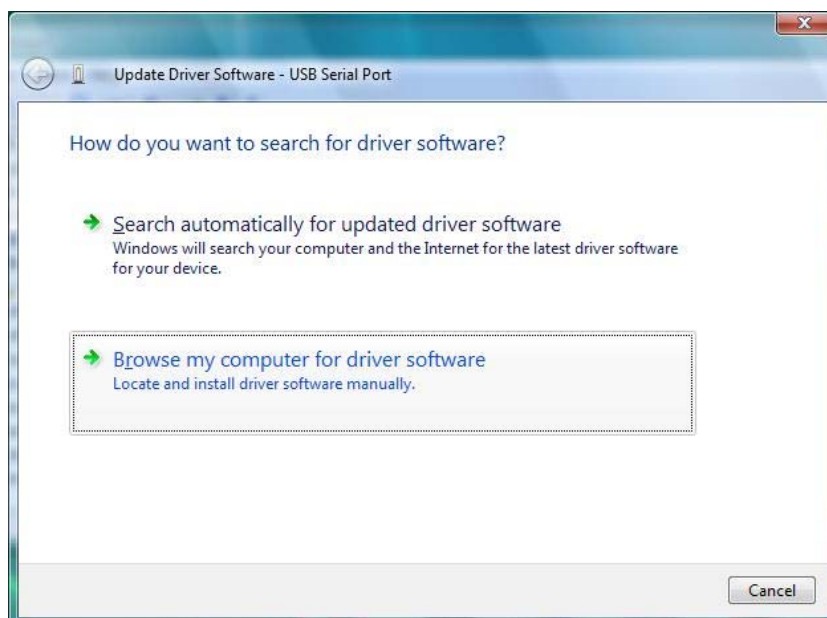 Update Driver Software - USB Serial Port
How do you want to search for driver software?
Search automatically for updated driver software
Windows will search your computer and the Internet for the latest driver software
for your device.
Browse my computer for driver software
Locate and install driver software manually.
Cancel